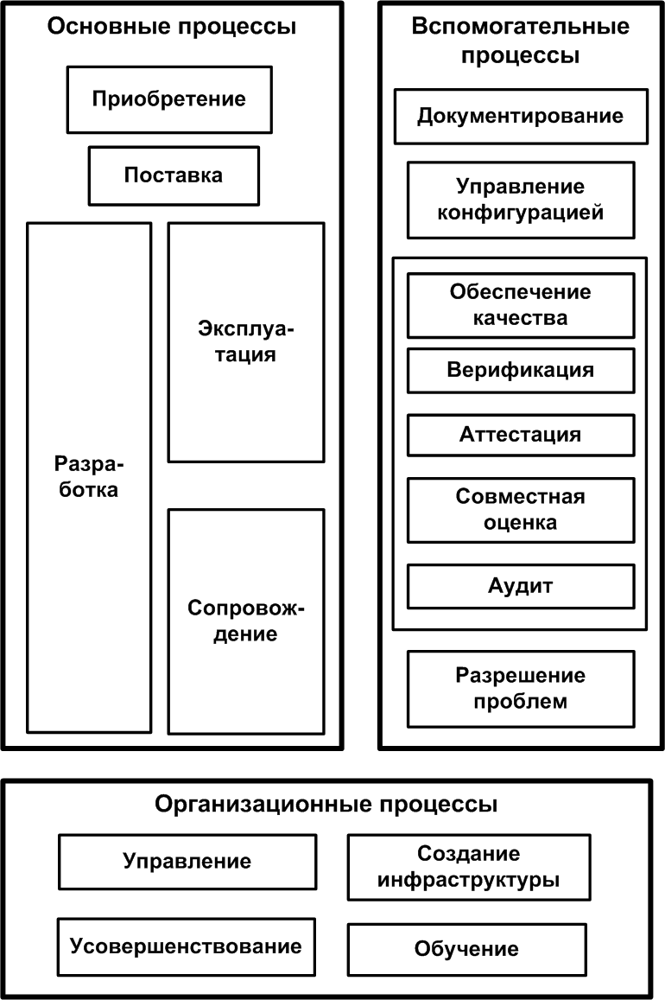 Основные процессы
Приобретение
Поставка
Разра-
ботка
Эксплуа-
тация
Сопровож-
дение
Вспомогательные
процессы
Документирование
Управление
конфигурацией
Обеспечение
качества
Верификация
Аттестация
Совместная
оценка
Аудит
Разрешение
проблем
Организационные процессы
Управление
Создание
инфраструктуры
Усовершенствование
Обучение